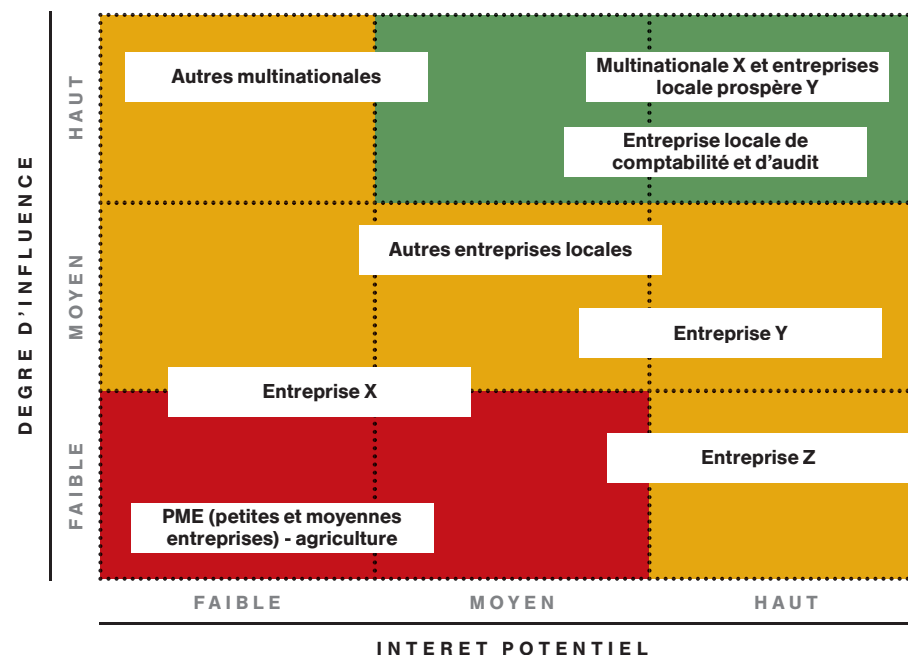 DEGRE D'INFLUENCE
HAUT
MOYEN
FAIBLE
Autres multinationales
Multinationale X et entreprises
locale prospère Y
Entreprise locale de
comptabilité et d'audit
Autres entreprises locales
Entreprise Y
Entreprise X
Entreprise Z
PME (petites et moyennes
entreprises) - agriculture
FAIBLE
MOYEN
HAUT
INTERET POTENTIEL